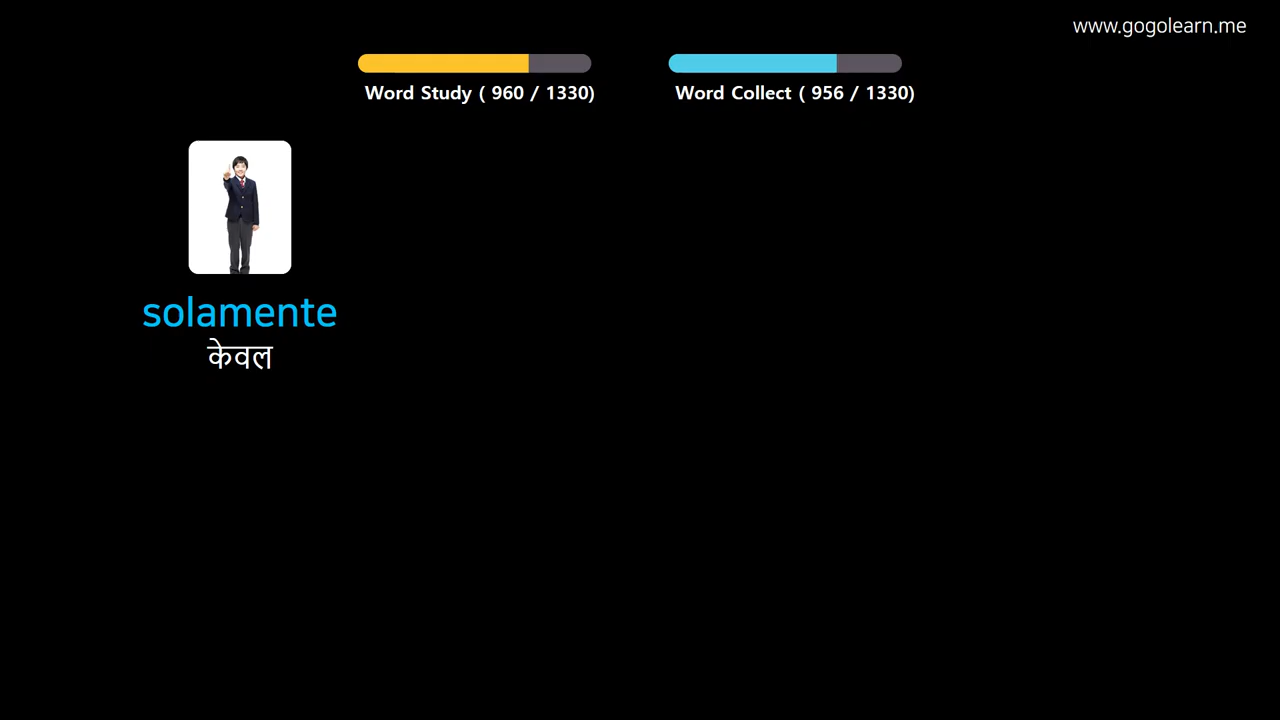 www.gogolearn.me
Word Study ( 960 / 1330)
Word Collect ( 956 / 1330)
solamente
केवल